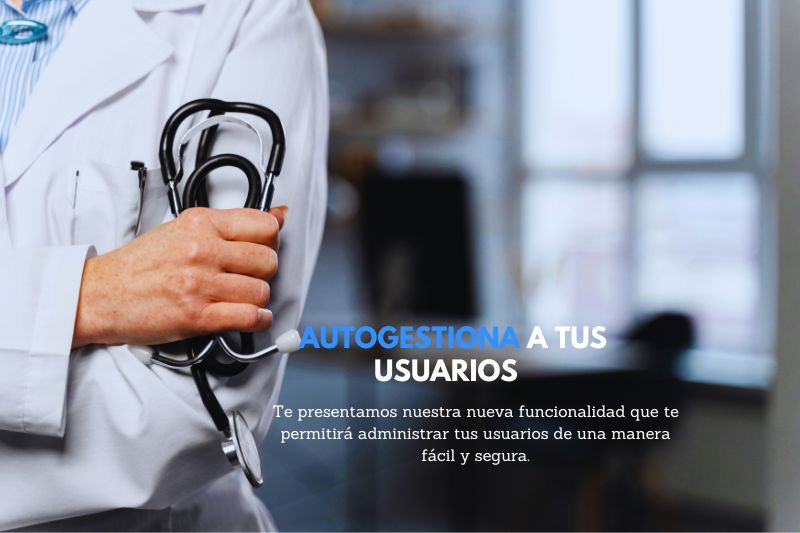 AUTOGESTIONA A TUS
USUARIOS
Te presentamos nuestra nueva funcionalidad que te
permitirá administrar tus usuarios de una manera
fácil y segura.